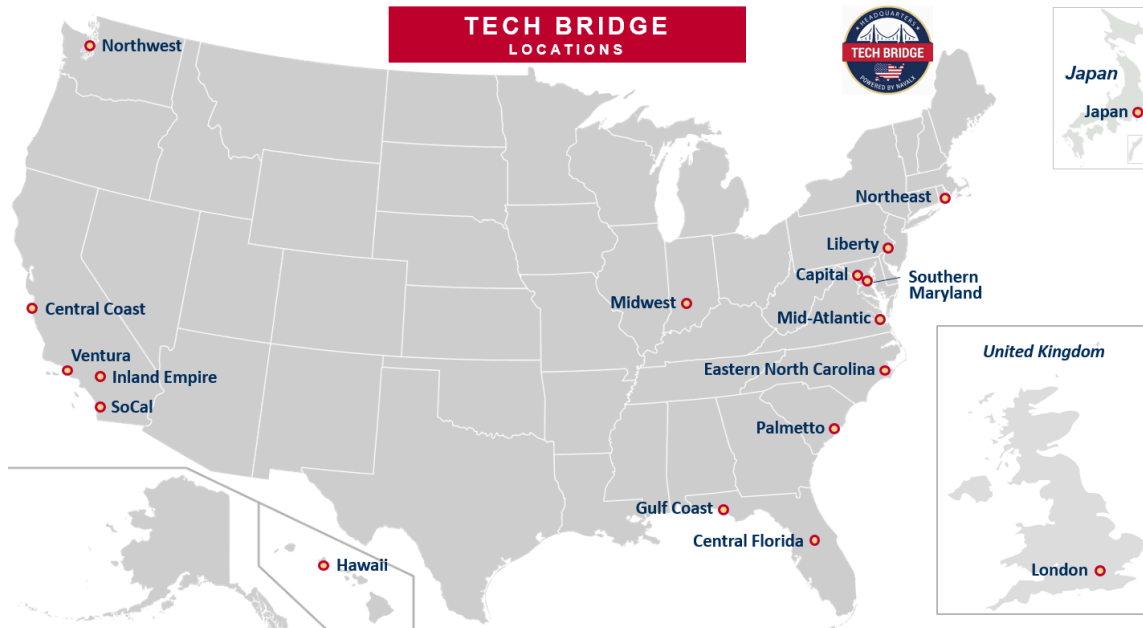 TECH BRIDGE
LOCATIONS
HEADQUARTERS
TECH BRIDGE
POWERED BY NAVALX
Northwest
Japan
Japan
Northeast
Liberty
Capital
Southern
Maryland
Midwest
Central Coast
Mid-Atlantic
Ventura
Inland Empire
SoCal
Eastern North Carolina
United Kingdom
Palmetto
Gulf Coast
Central Florida
Hawaii
London